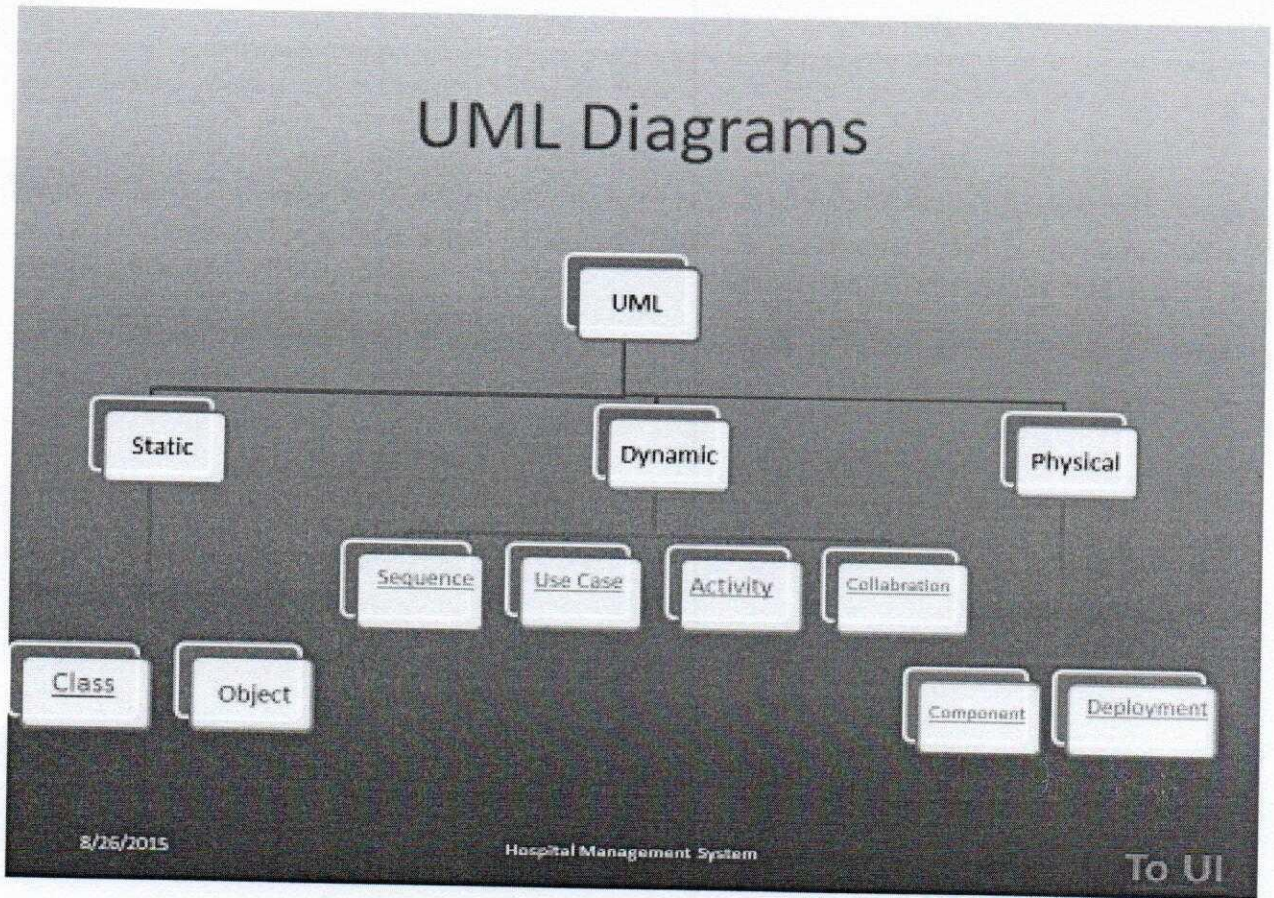 UML Diagrams
UML
Static
Dynamic
Physical
Sequence
Use Case
Activity
Collabration
Class
Object
Component
Deployment
8/26/2015
Hospital Management System
To UI